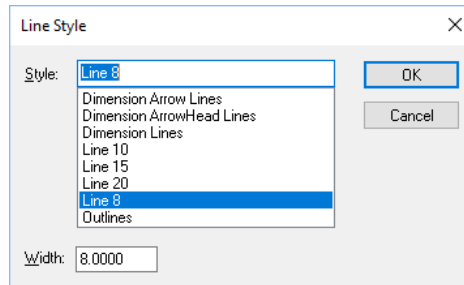 Line Style
Style: Line 8 OK
Dimension Arrow Lines
Dimension ArrowHead Lines Cancel
Dimension Lines
Line 10
Line 15
Line 20
Line 8
Outlines
Width: 8.0000